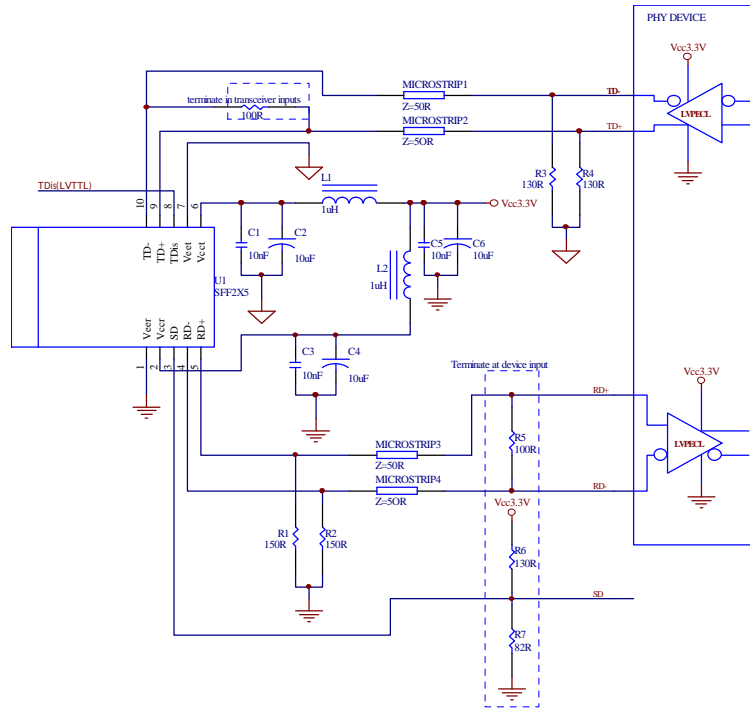 PHY DEVICE
Vcc3.3V
MICROSTRIP1
TD-
terminate in transceiver inputs
Z=50R
100R
LVPECL
MICROSTRIP2
TD+
Z=5OR
R3
130R
R4
130R
TDis(LVTTL)
L1
1uH
Vcc3.3V
10
9
8
7
6
C1
10nF
C2
10uF
C5
10nF
C6
10uF
TD-
TD+
TDis
Veet
Vcct
L2
1uH
U1
SFF2X5
Veer
Vccr
SD
RD-
RD+
1
2
3
4
5
C3
10nF
C4
10uF
Terminate at device input
Vcc3.3V
RD+
R5
100R
LVPECL
MICROSTRIP3
Z=50R
MICROSTRIP4
Z=5OR
RD-
Vcc3.3V
R1
150R
R2
150R
R6
130R
SD
R7
82R